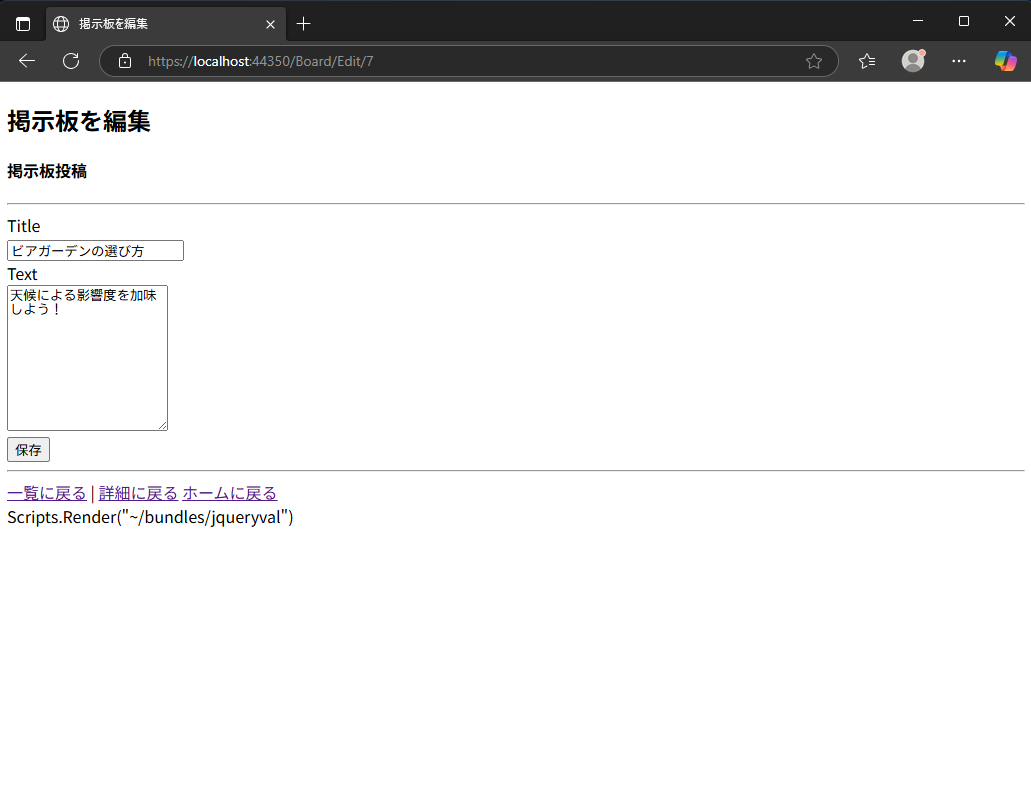 掲示板を編集
https://localhost:44350/Board/Edit/7
掲示板を編集
掲示板投稿
Title
ビアガーデンの選び方
Text
天候による影響度を加味
しよう！
保存
一覧に戻る | 詳細に戻る ホームに戻る
Scripts.Render("~/bundles/jqueryval")